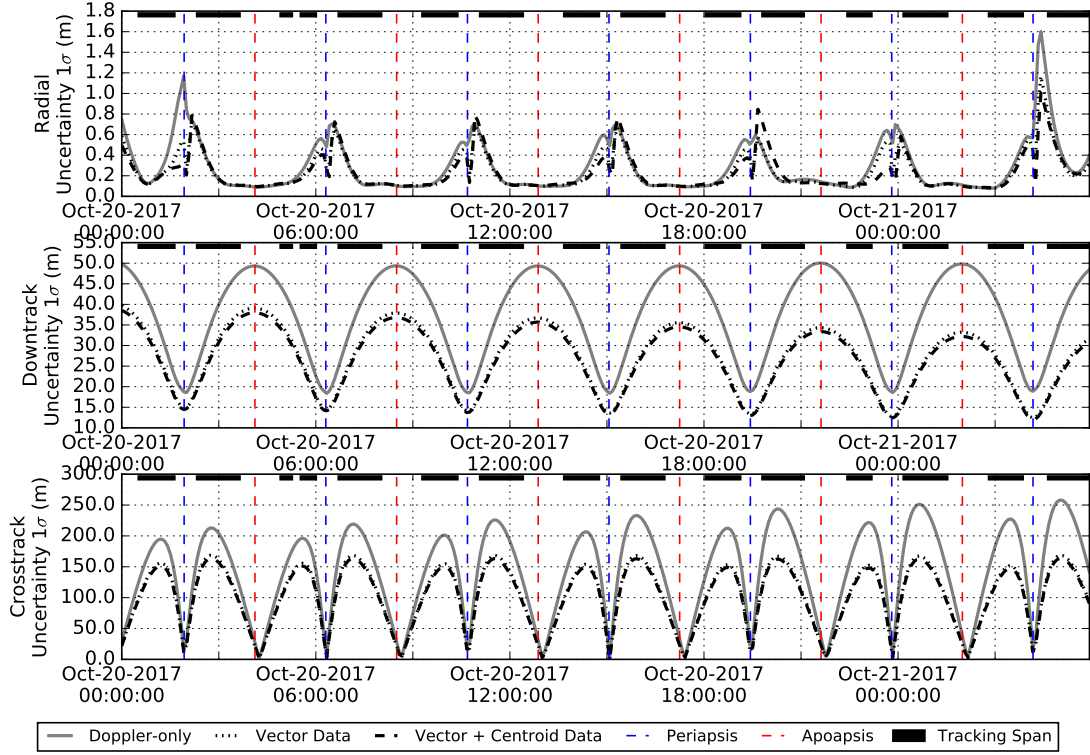 1.8
1.6
1.4
1.2
1.0
0.8
0.6
0.4
0.2
0.0
Radial
Uncertainty 1σ (m)
Oct-20-2017 Oct-20-2017 Oct-20-2017 Oct-20-2017 Oct-21-2017
00:00:00 06:00:00 12:00:00 18:00:00 00:00:00
55.0
50.0
45.0
40.0
35.0
30.0
25.0
20.0
15.0
10.0
Downtrack
Uncertainty 1σ (m)
Oct-20-2017 Oct-20-2017 Oct-20-2017 Oct-20-2017 Oct-21-2017
00:00:00 06:00:00 12:00:00 18:00:00 00:00:00
300.0
250.0
200.0
150.0
100.0
50.0
0.0
Crosstrack
Uncertainty 1σ (m)
Oct-20-2017 Oct-20-2017 Oct-20-2017 Oct-20-2017 Oct-21-2017
00:00:00 06:00:00 12:00:00 18:00:00 00:00:00
Doppler-only Vector Data Vector + Centroid Data Periapsis Apoapsis Tracking Span